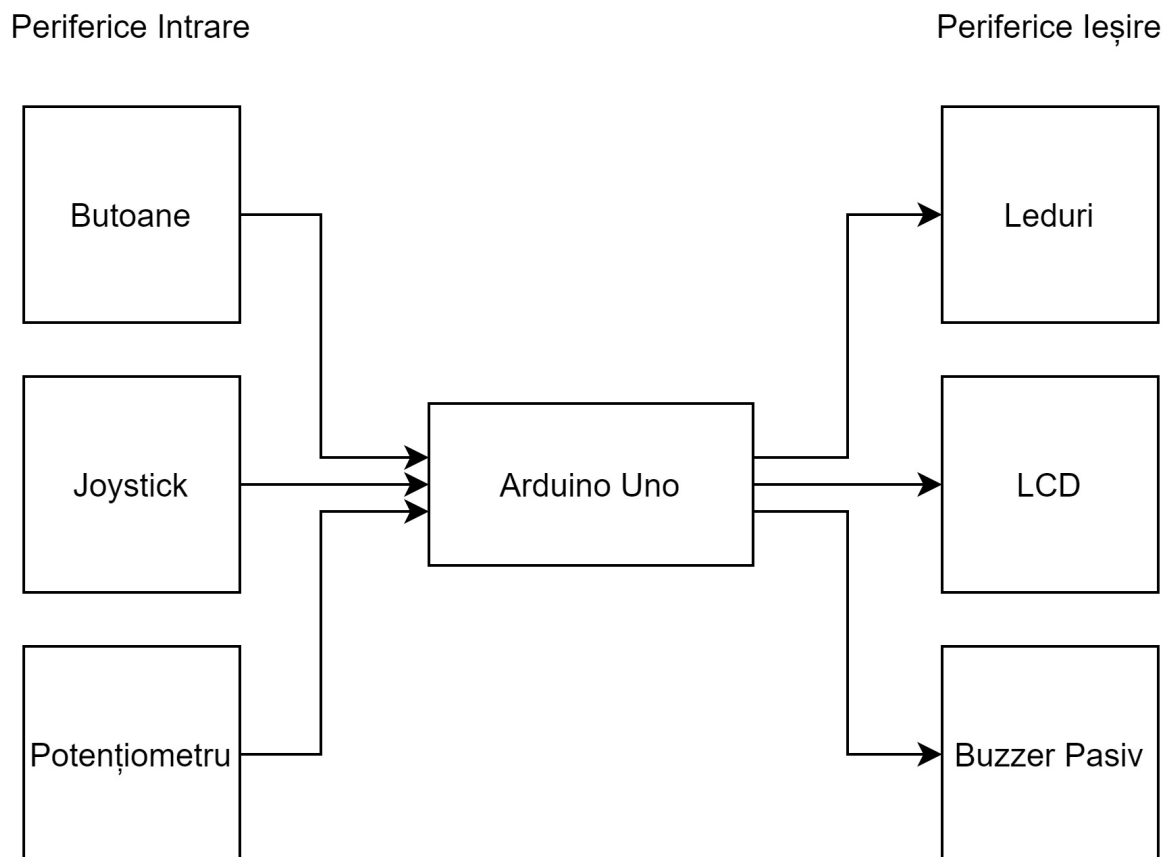 Periferice Intrare
Periferice Ieșire
Butoane
Leduri
Joystick
Arduino Uno
LCD
Potențiometru
Buzzer Pasiv